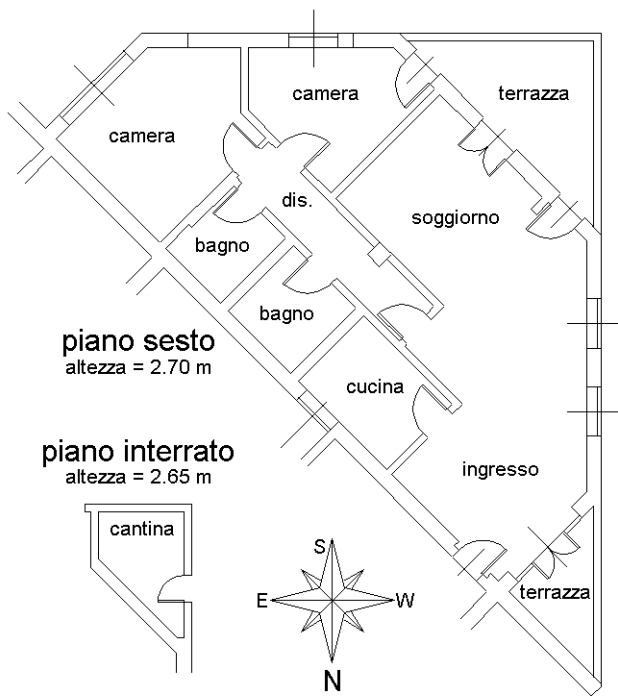 camera
terrazza
camera
dis.
soggiorno
bagno
bagno
piano sesto
altezza = 2.70 m
cucina
piano interrato
altezza = 2.65 m
ingresso
cantina
S
E
W
N
terrazza